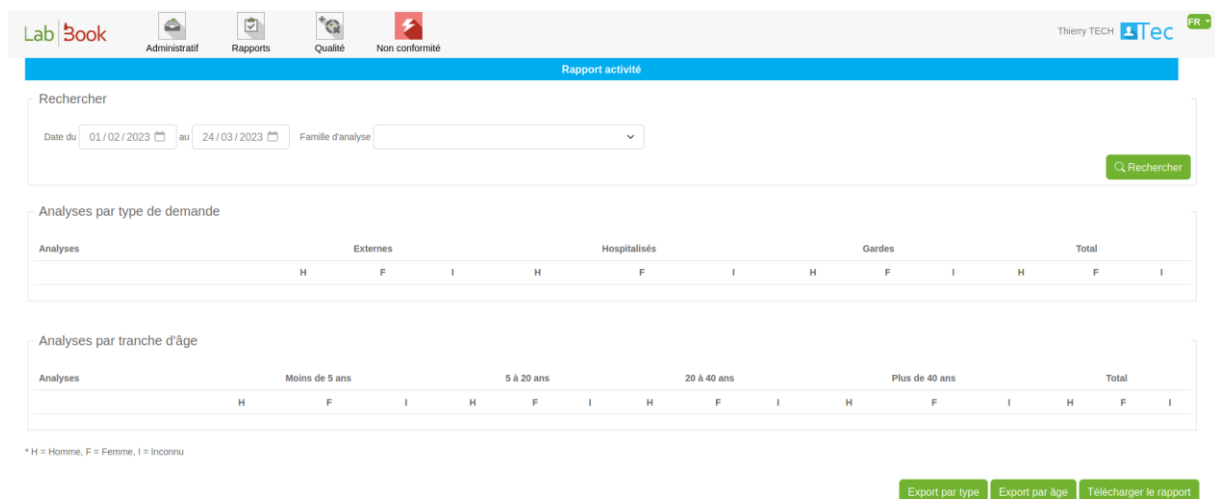 Lab Book
Administratif Rapports Qualité Non conformité
Thierry TECH Tec FR
Rapport activité
Rechercher
Date du 01/02/2023 au 24/03/2023 Famille d'analyse
Rechercher
Analyses par type de demande
Analyses Externes Hospitalisés Gardes Total
H F I H F I H F I H F I
Analyses par tranche d'âge
Analyses Moins de 5 ans 5 à 20 ans 20 à 40 ans Plus de 40 ans Total
H F I H F I H F I H F I H F I
* H = Homme, F = Femme, I = Inconnu
Export par type Export par âge Télécharger le rapport